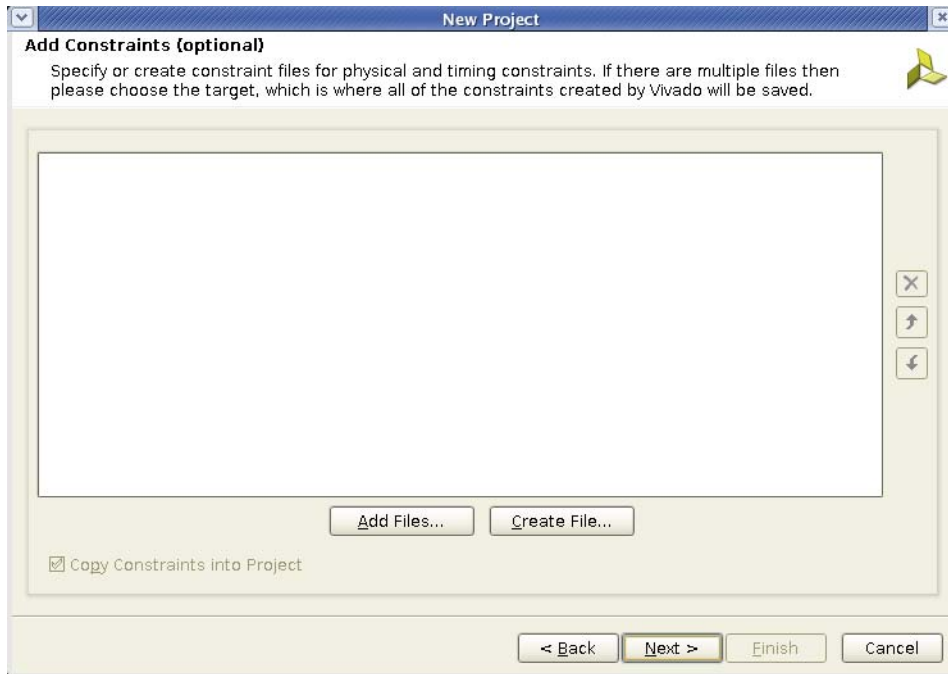 New Project
Add Constraints (optional)
Specify or create constraint files for physical and timing constraints. If there are multiple files then
please choose the target, which is where all of the constraints created by Vivado will be saved.
Add Files... Create File...
Copy Constraints into Project
< Back Next > Finish Cancel